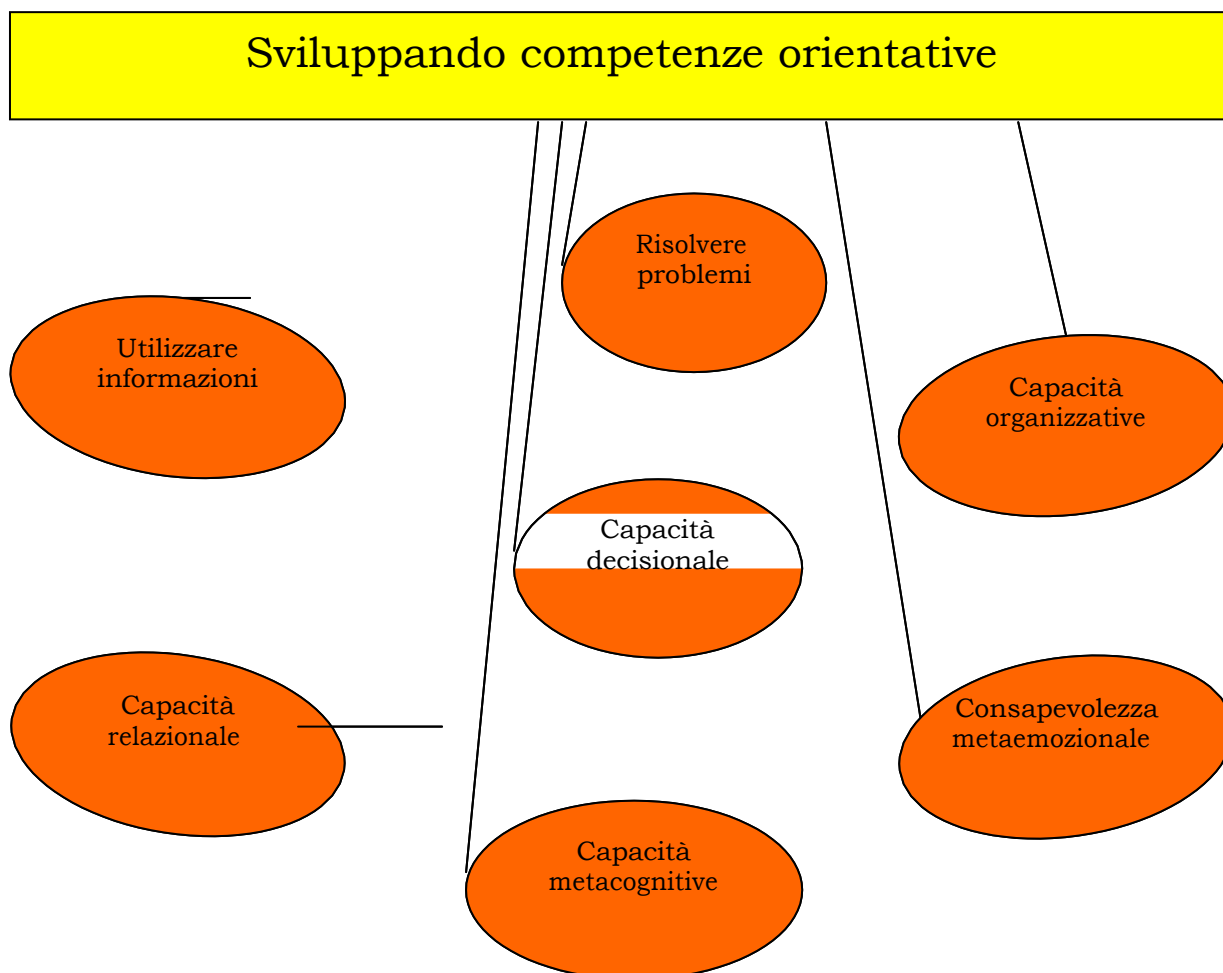 Sviluppando competenze orientative
Risolvere
problemi
Utilizzare
informazioni
Capacità
organizzative
Capacità
decisionale
Capacità
relazionale
Consapevolezza
metaemozionale
Capacità
metacognitive